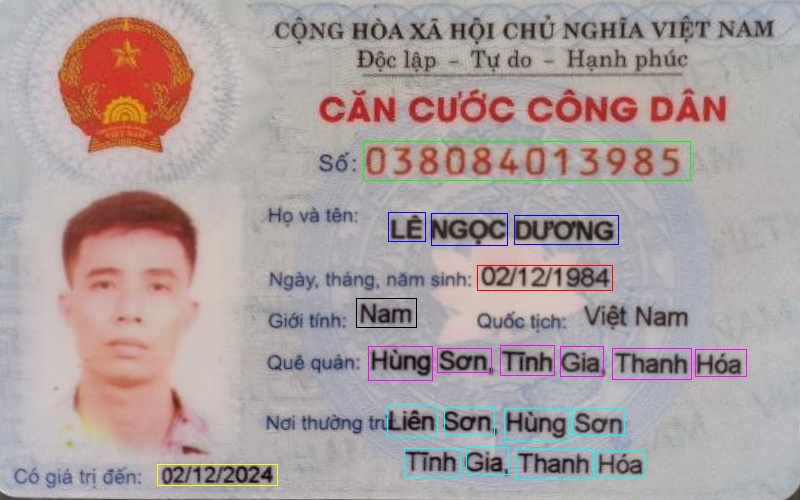 CỘNG HÒA XÃ HỘI CHỦ NGHĨA VIỆT NAM
Độc lập - Tự do - Hạnh phúc
CĂN CƯỚC CÔNG DÂN
Số: 038084013985
Họ và tên: LÊ NGỌC DƯƠNG
Ngày, tháng, năm sinh: 02/12/1984
Giới tính: Nam Quốc tịch: Việt Nam
Quê quán: Hùng Sơn, Tĩnh Gia, Thanh Hóa
Nơi thường trú: Liên Sơn, Hùng Sơn
Tĩnh Gia, Thanh Hóa
Có giá trị đến: 02/12/2024